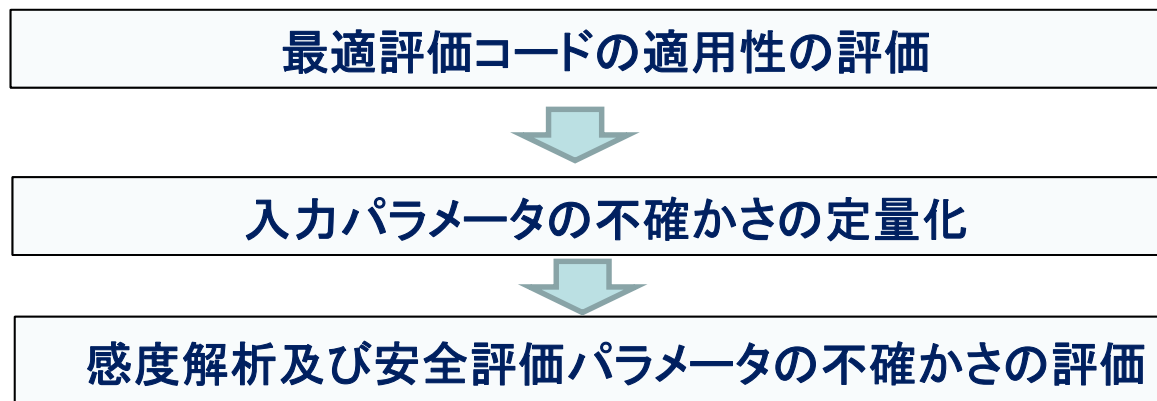 最適評価コードの適用性の評価
入力パラメータの不確かさの定量化
感度解析及び安全評価パラメータの不確かさの評価